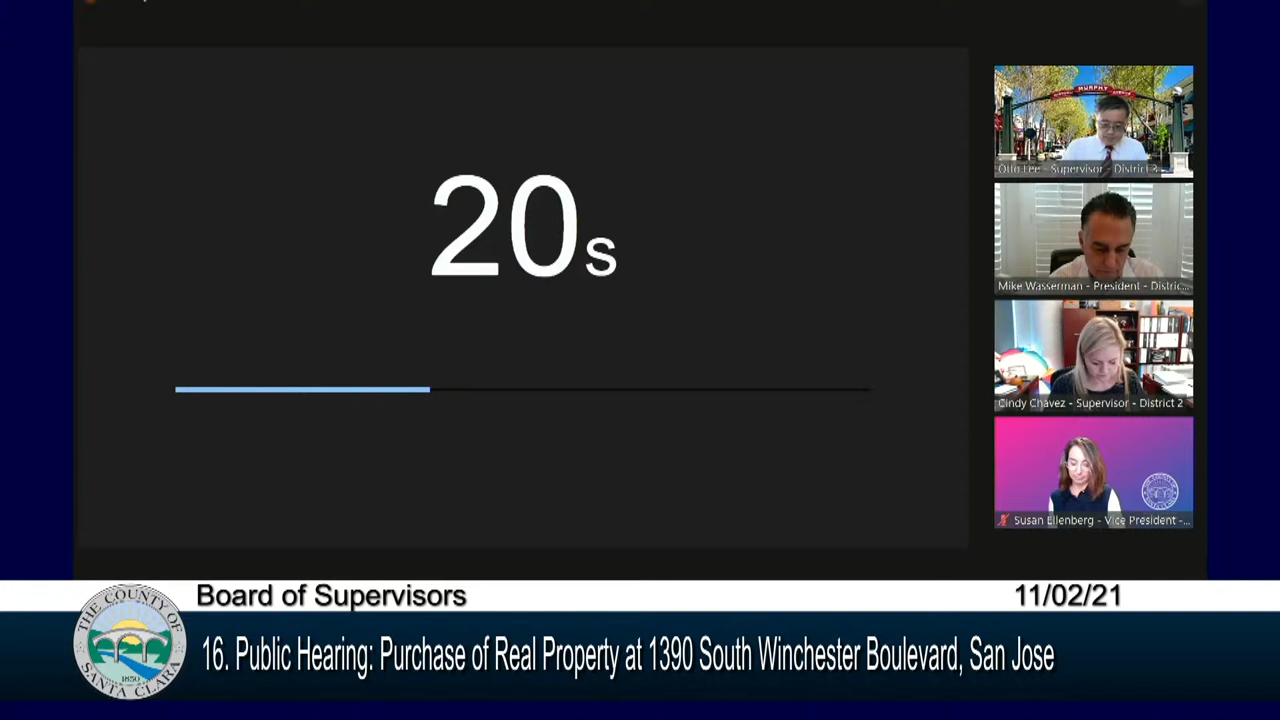 20s
MURPHY
Otto Lee - Supervisor - District 3
Mike Wasserman - President - Distric...
Cindy Chavez - Supervisor - District 2
Susan Ellenberg - Vice President -...
Board of Supervisors
11/02/21
THE COUNTY OF
SANTA CLARA
1850
16. Public Hearing: Purchase of Real Property at 1390 South Winchester Boulevard, San Jose